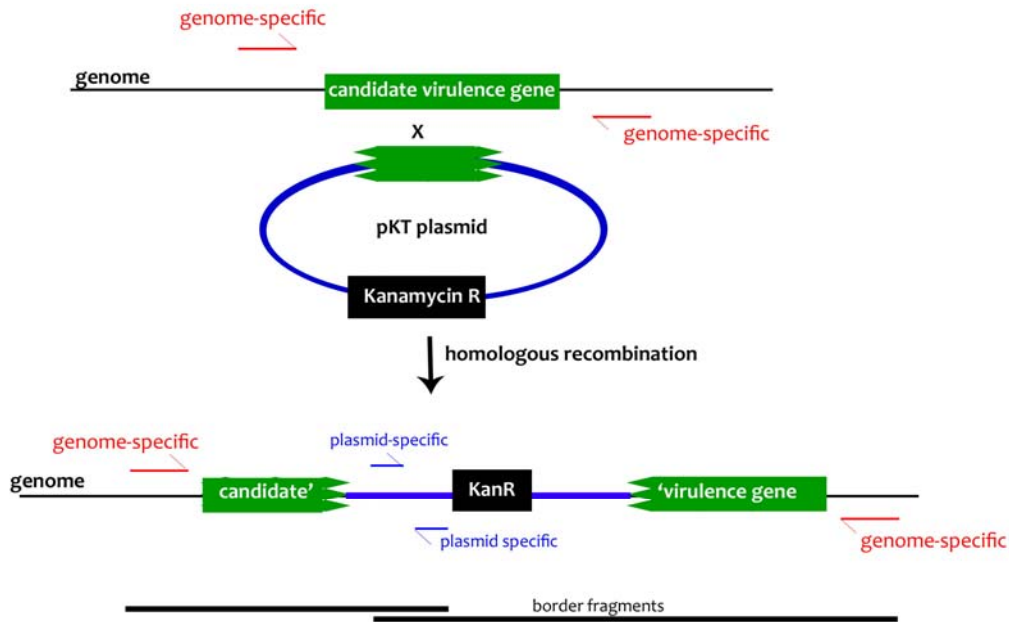 genome-specific
genome
candidate virulence gene
genome-specific
X
pKT plasmid
Kanamycin R
homologous recombination
plasmid-specific
genome-specific
genome
candidate'
KanR
'virulence gene
plasmid specific
genome-specific
border fragments